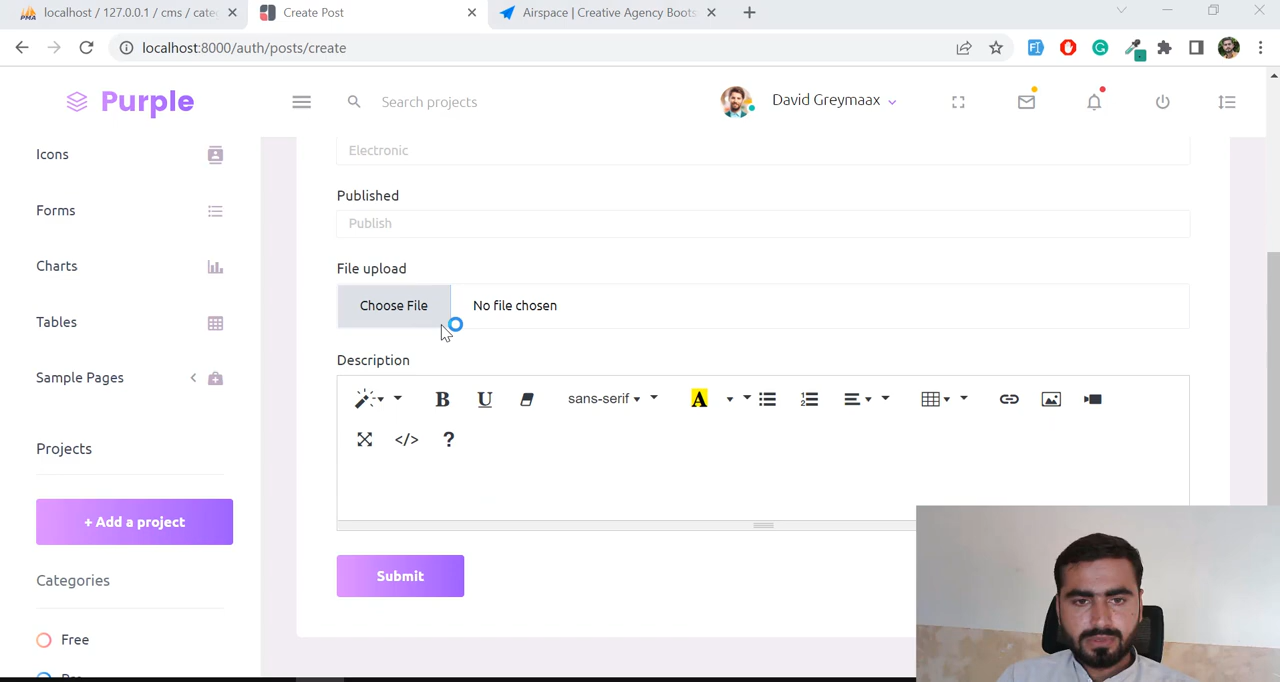 localhost / 127.0.0.1 / cms / cate
Create Post
Airspace | Creative Agency Boots
localhost:8000/auth/posts/create
Purple
Search projects
David Greymaax
Icons
Forms
Charts
Tables
Sample Pages
Projects
+ Add a project
Categories
Free
Electronic
Published
Publish
File upload
Choose File
No file chosen
Description
B
U
sans-serif
A
</>
?
Submit